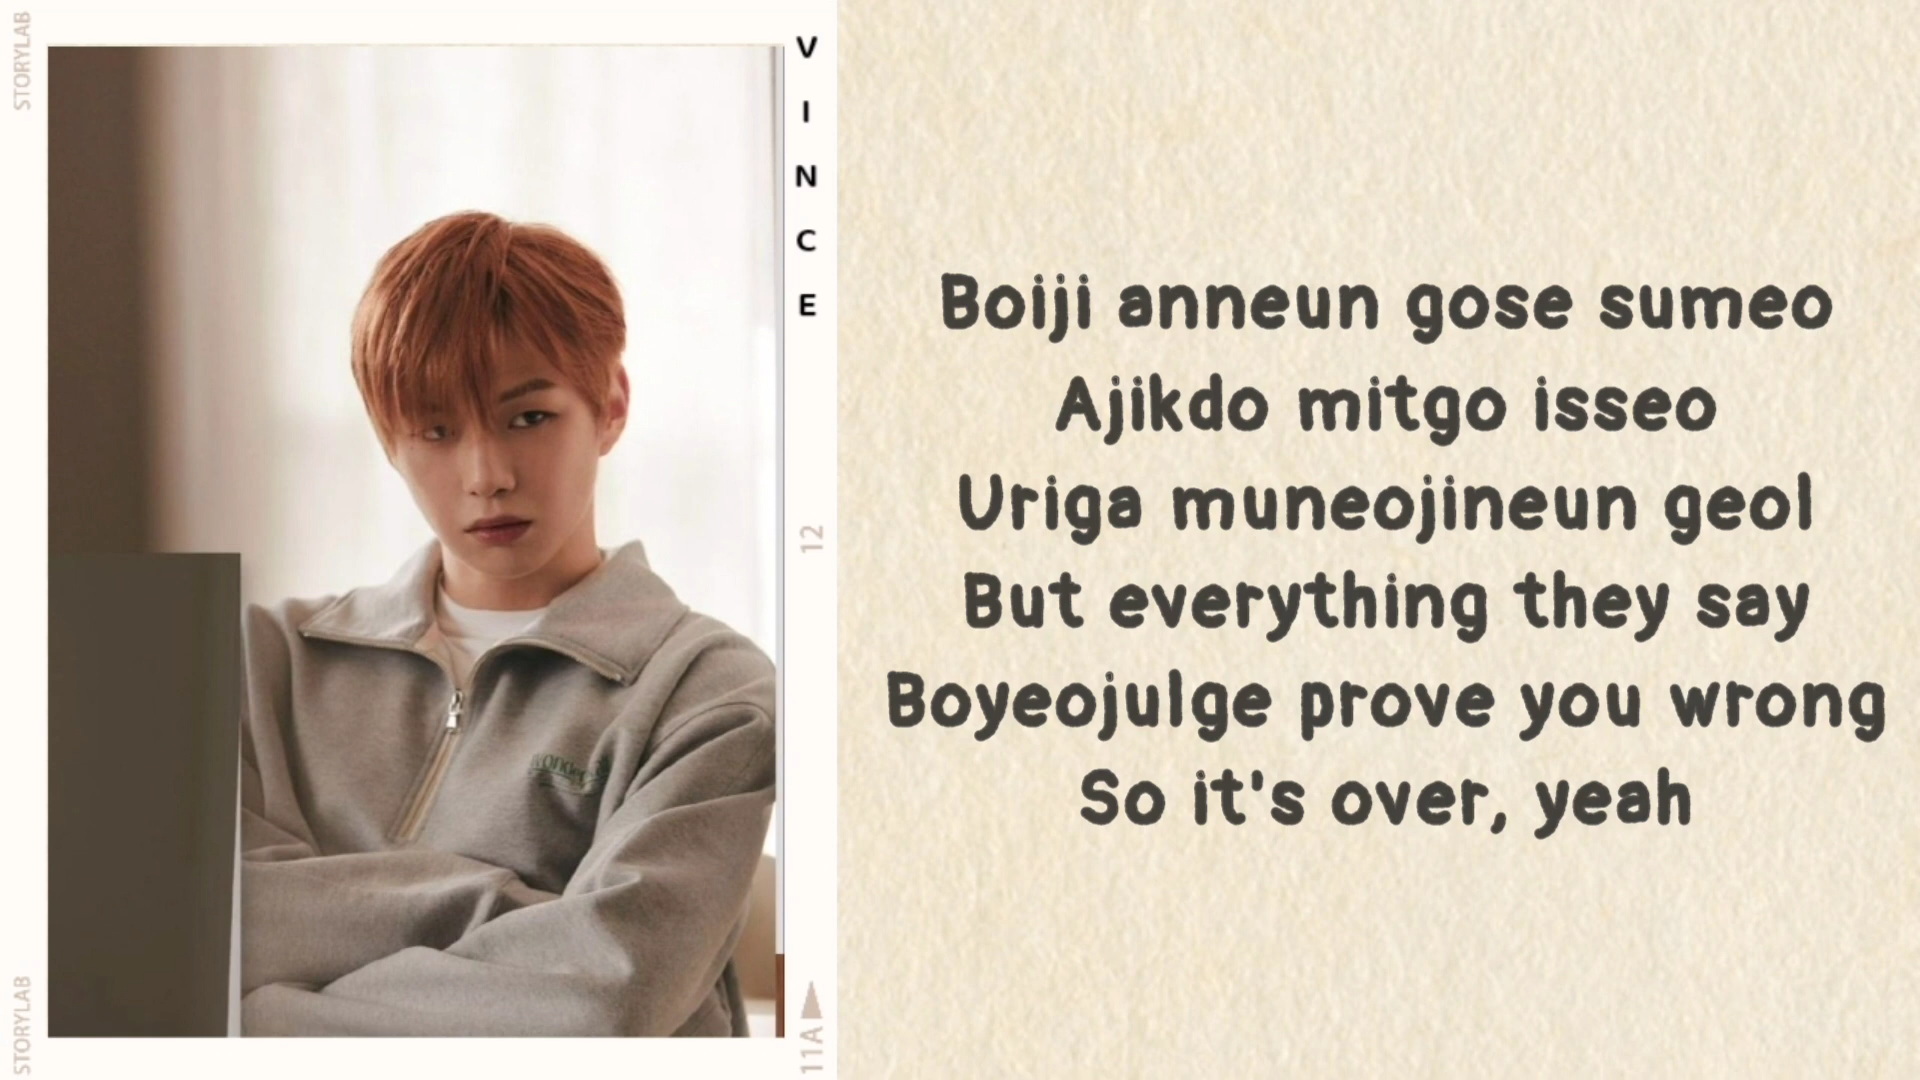 STORYLAB
VINCE
12
11A
STORYLAB
Boiji anneun gose sumeo
Ajikdo mitgo isseo
Uriga muneojineun geol
But everything they say
Boyeojulge prove you wrong
So it's over, yeah